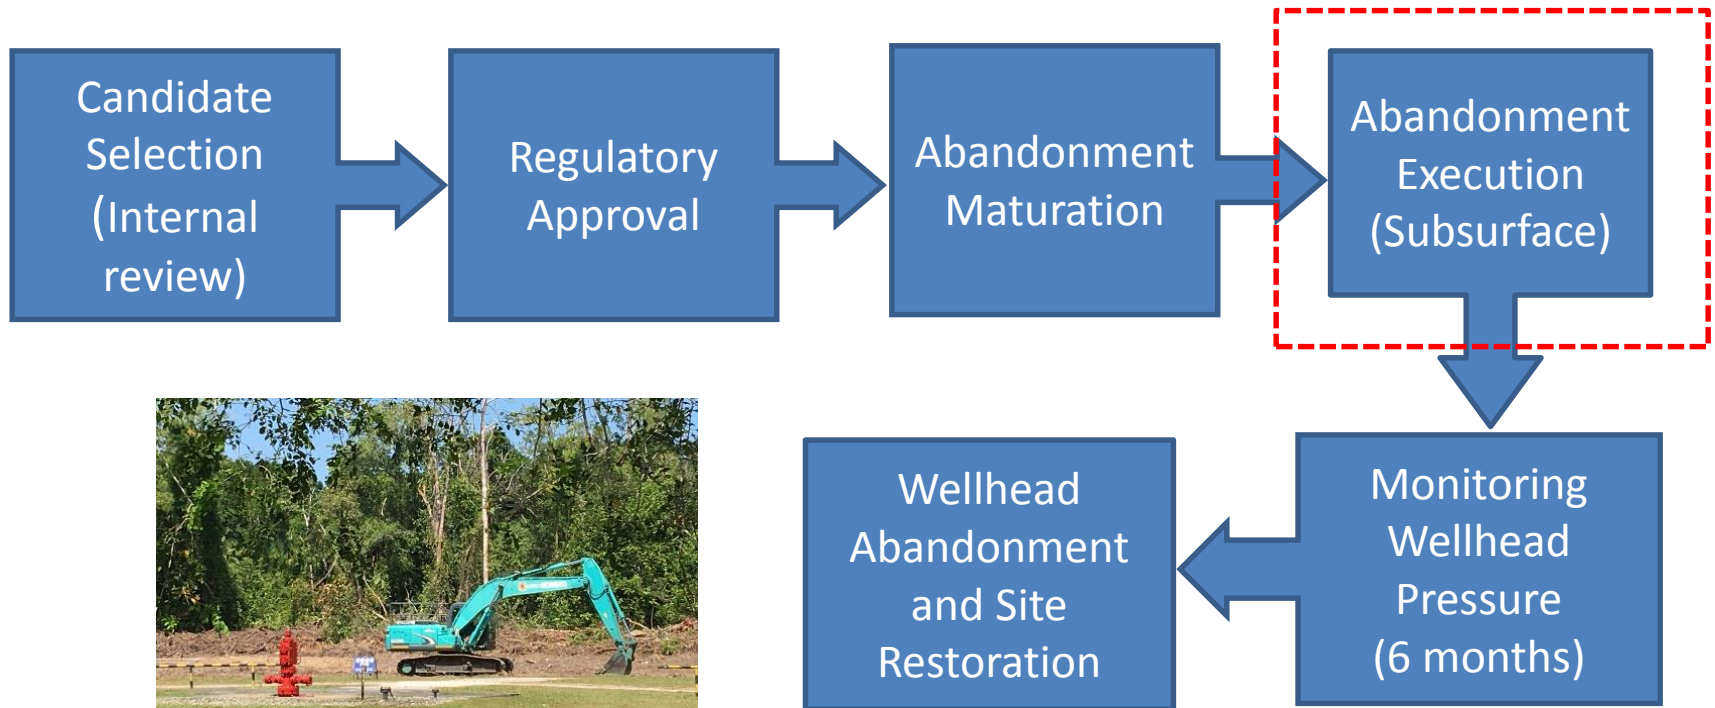 Candidate
Selection
(Internal
review)
Regulatory
Approval
Abandonment
Maturation
Abandonment
Execution
(Subsurface)
Monitoring
Wellhead
Pressure
(6 months)
Wellhead
Abandonment
and Site
Restoration